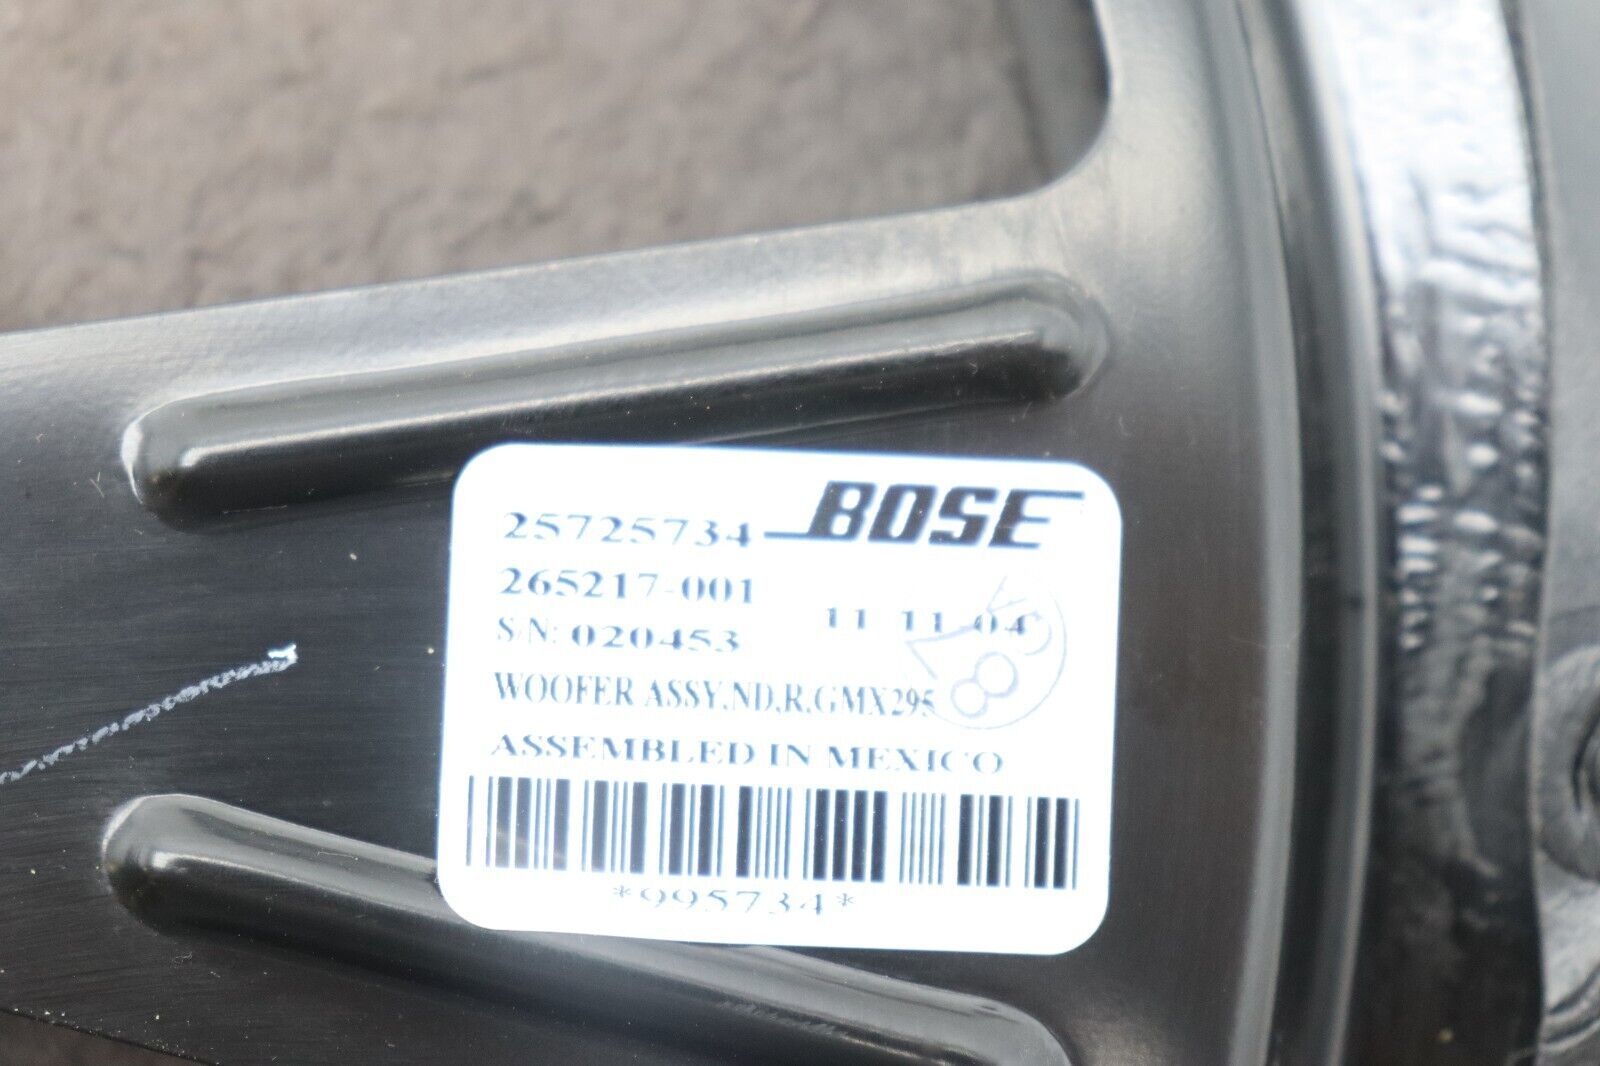 25725734 BOSE
265217-001
11 11 04
S/N: 020453
WOOFER ASSY,ND,R,GMX295
ASSEMBLED IN MEXICO
*995734*